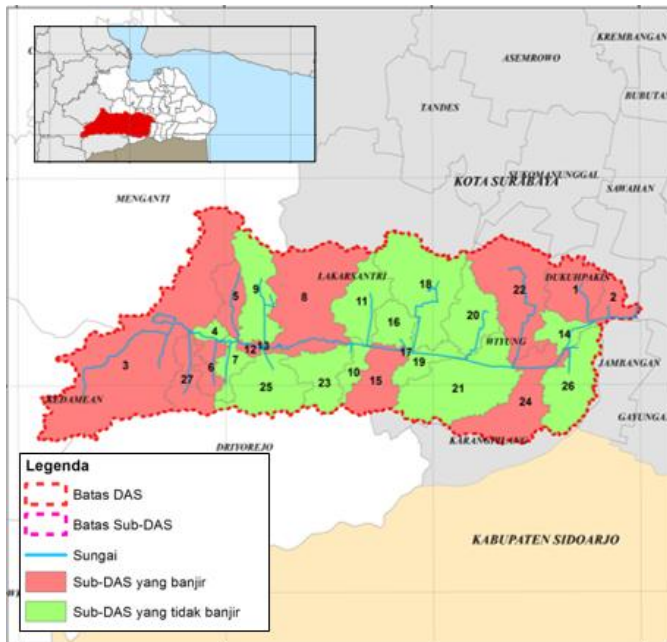 KREMBANGAN
ASEMROWO
BUBUTA
TANDES
SUKOMANUNGGAL
KOTA SURABAYA
SAWAHAN
MENGANTI
LAKARSANTRI
DUKUHPAKIS
5
9
8
11
18
16
20
22
1
2
4
12
13
17
19
WIYUNG
14
3
27
6
7
25
23
10
15
21
24
26
JAMBANGAN
KEDAMEAN
GAYUNGA
DRIYOREJO
KARANGPILANG
Legenda
Batas DAS
Batas Sub-DAS
Sungai
Sub-DAS yang banjir
Sub-DAS yang tidak banjir
KABUPATEN SIDOARJO